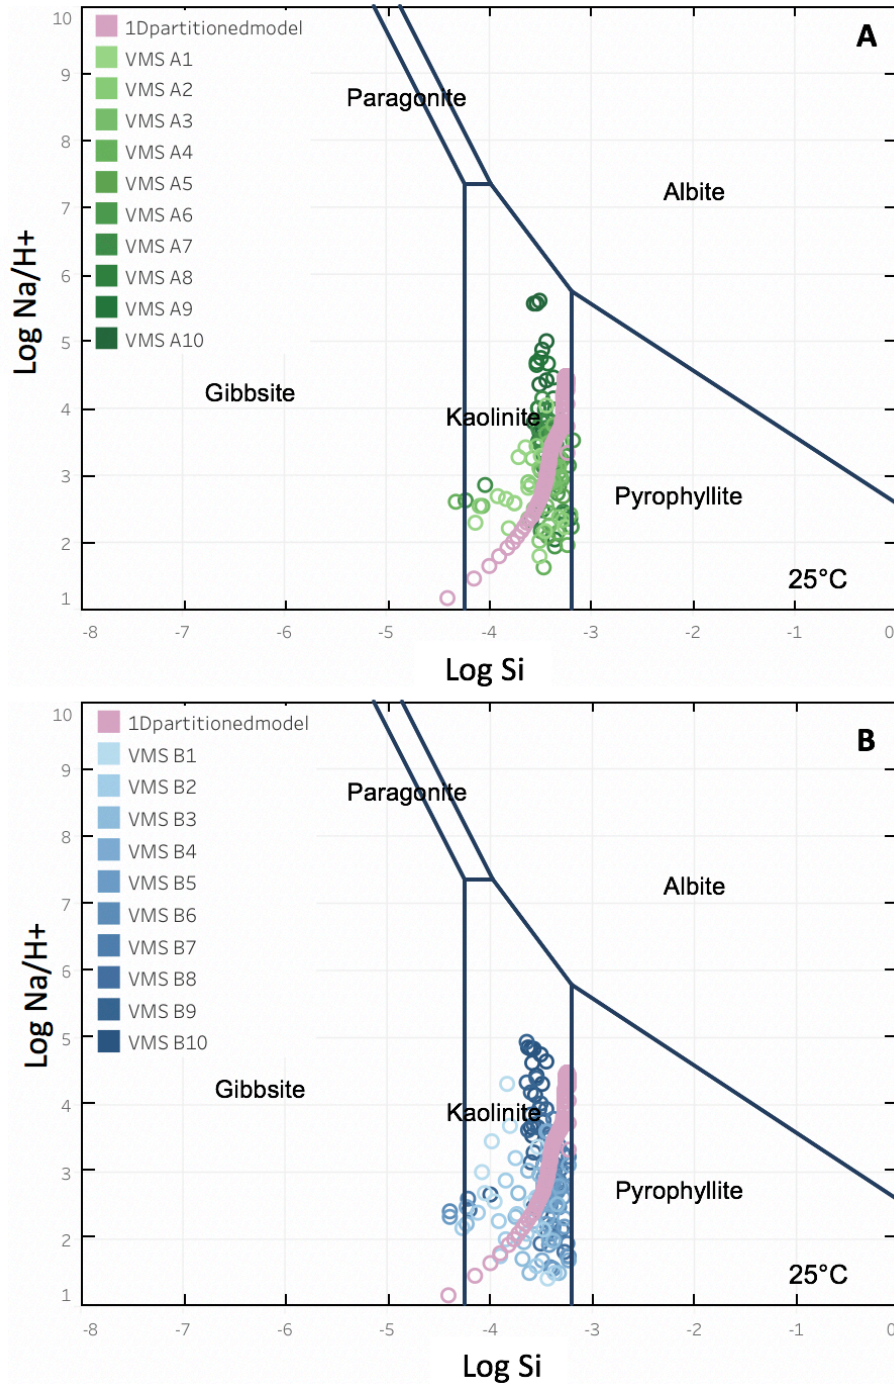 10
1Dpartitionedmodel
A
VMS A1
9
VMS A2
Paragonite
VMS A3
8
VMS A4
VMS A5
Albite
7
VMS A6
VMS A7
6
VMS A8
VMS A9
5
VMS A10
Log Na/H+
Gibbsite
4
Kaolinite
3
Pyrophyllite
2
25°C
1
-8
-7
-6
-5
-4
-3
-2
-1
0
Log Si
10
1Dpartitionedmodel
B
VMS B1
9
VMS B2
Paragonite
VMS B3
8
VMS B4
VMS B5
Albite
7
VMS B6
VMS B7
6
VMS B8
VMS B9
5
VMS B10
Log Na/H+
Gibbsite
4
Kaolinite
3
Pyrophyllite
2
25°C
1
-8
-7
-6
-5
-4
-3
-2
-1
0
Log Si